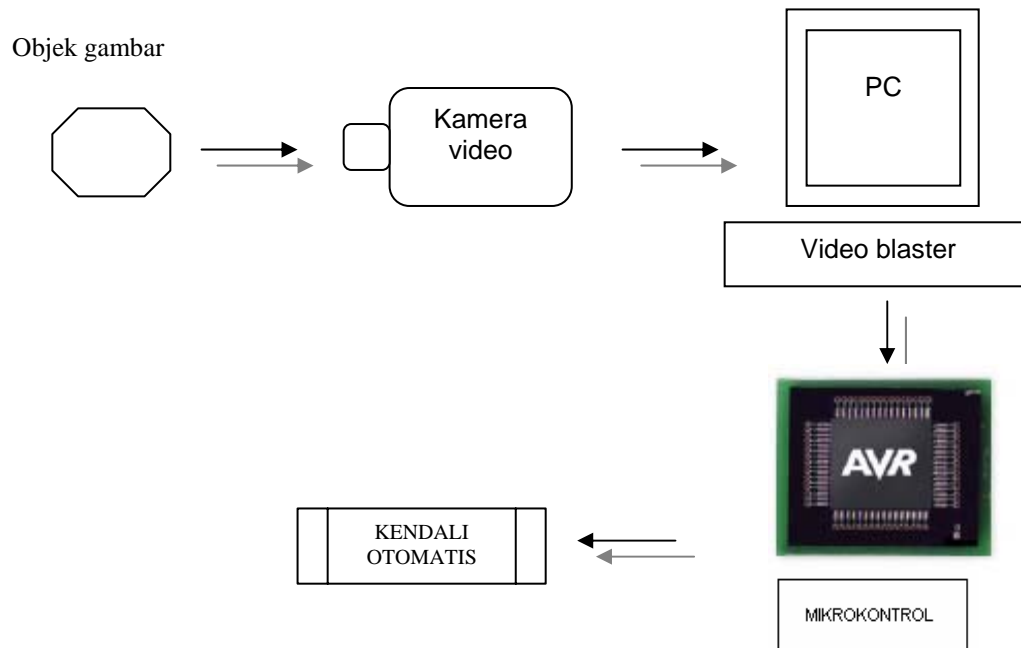 Objek gambar
Kamera
video
PC
Video blaster
AVR
KENDALI
OTOMATIS
MIKROKONTROL